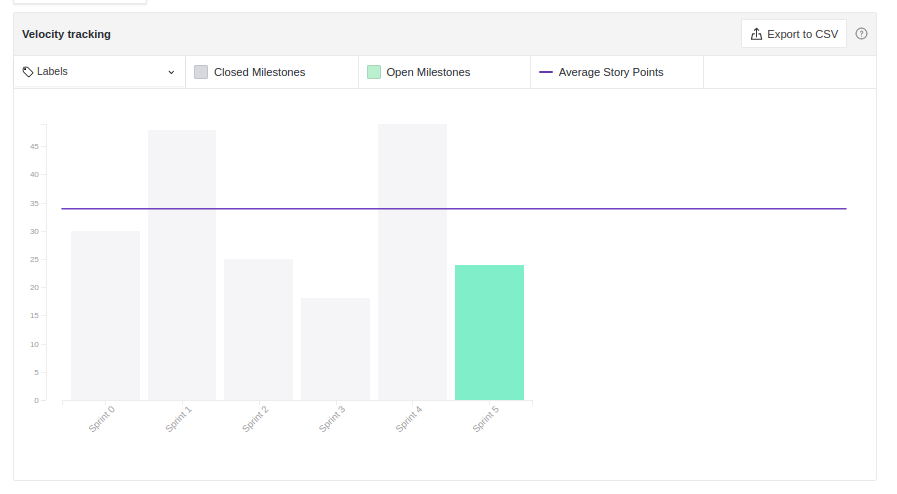 Velocity tracking
Export to CSV
?
Labels
Closed Milestones
Open Milestones
Average Story Points
45
40
35
30
25
20
15
10
5
0
Sprint 0
Sprint 1
Sprint 2
Sprint 3
Sprint 4
Sprint 5